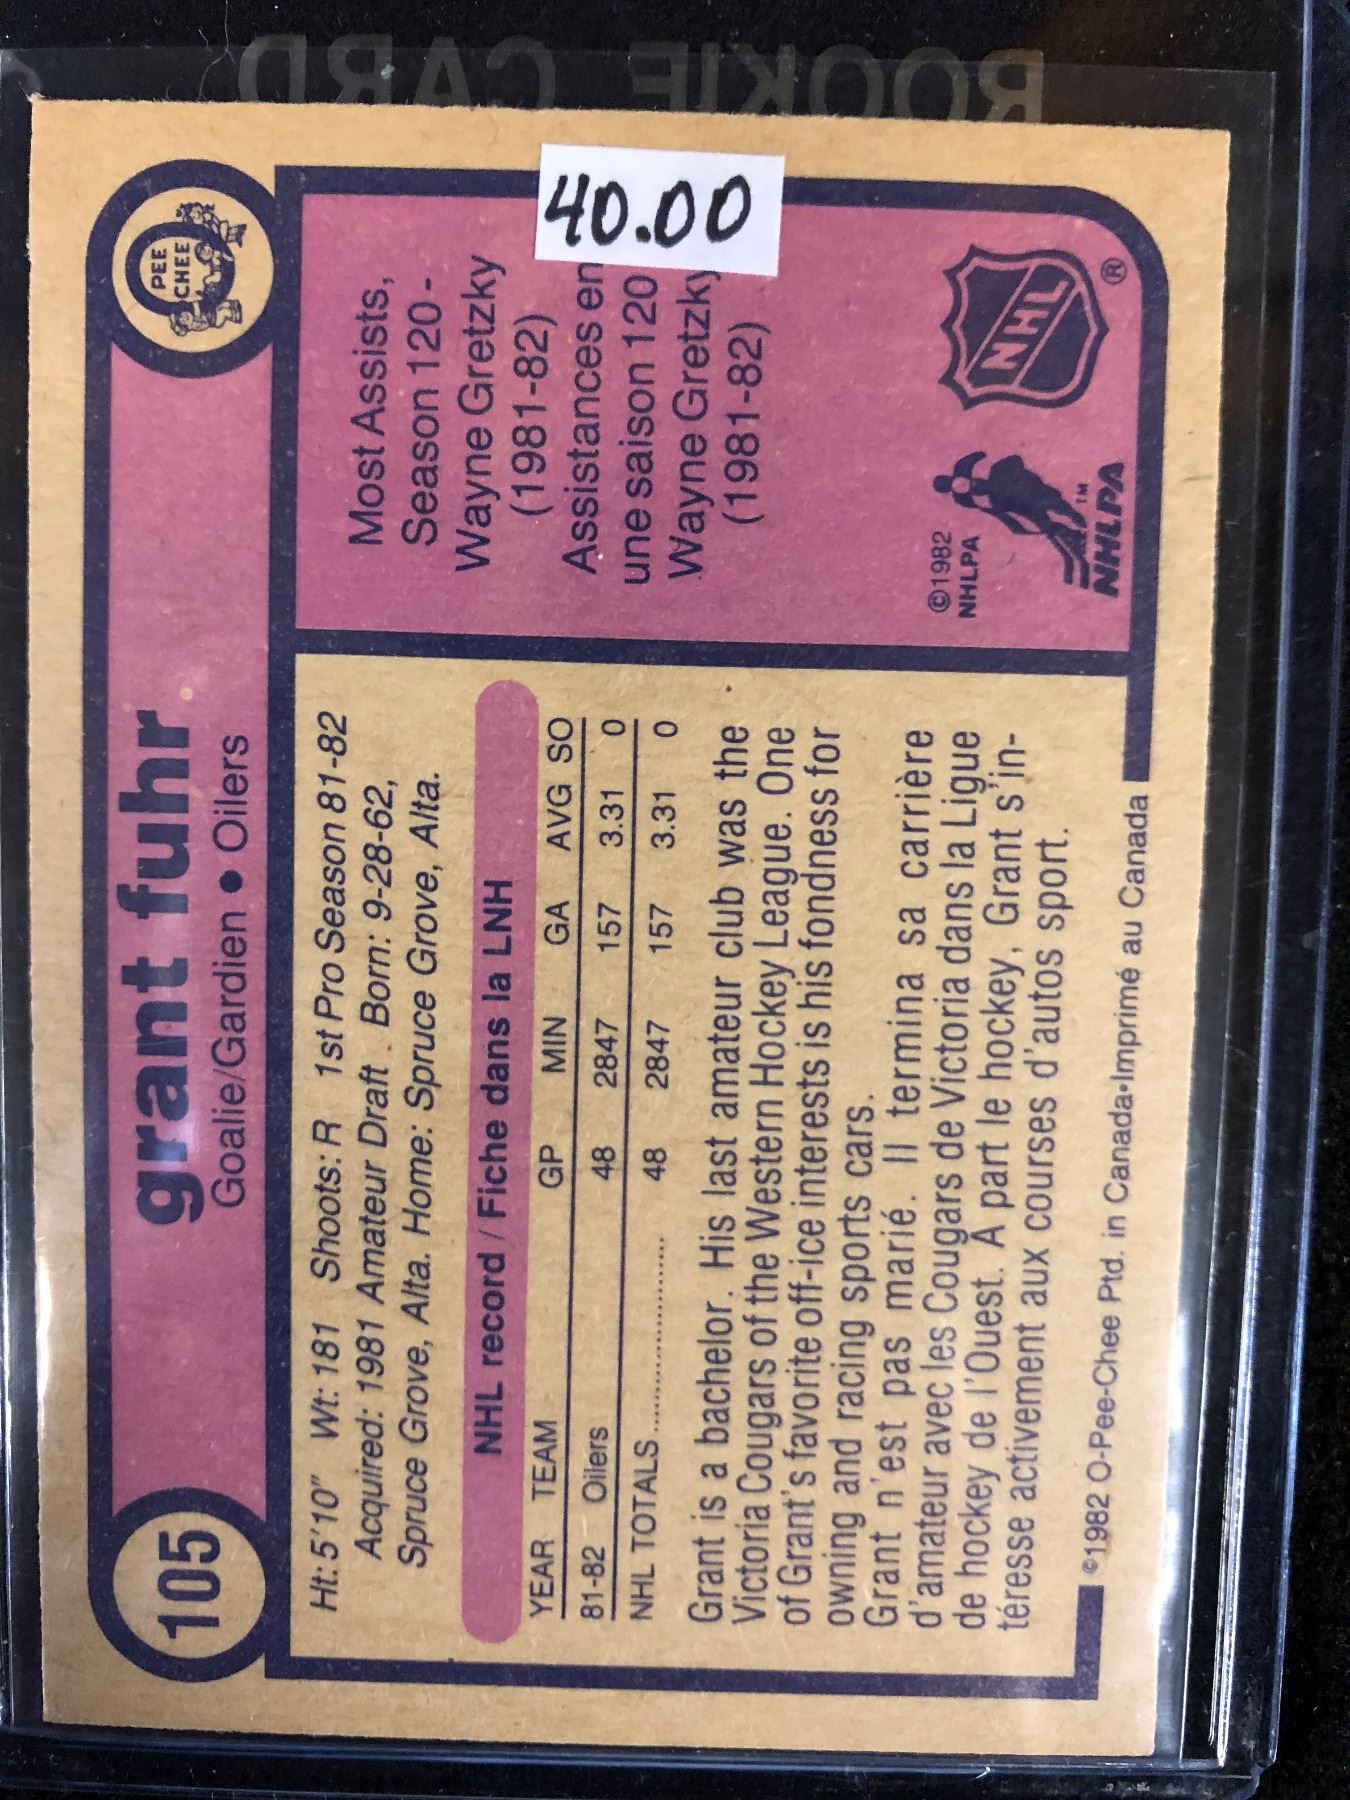 ROOKIE CARD
105
grant fuhr
Goalie/Gardien • Oilers
PEE
CHEE
Ht: 5'10" Wt: 181 Shoots: R 1st Pro Season 81-82
Acquired: 1981 Amateur Draft . Born: 9-28-62,
Spruce Grove, Alta. Home: Spruce Grove, Alta.
NHL record / Fiche dans la LNH
YEAR TEAM GP MIN GA AVG SO
81-82 Oilers 48 2847 157 3.31 0
NHL TOTALS .................... 48 2847 157 3.31 0
Grant is a bachelor. His last amateur club was the
Victoria Cougars of the Western Hockey League. One
of Grant's favorite off-ice interests is his fondness for
owning and racing sports cars.
Grant n'est pas marié. Il termina sa carrière
d'amateur avec les Cougars de Victoria dans la Ligue
de hockey de l'Ouest. À part le hockey, Grant s'in-
téresse activement aux courses d'autos sport.
©1982 O-Pee-Chee Ptd. in Canada•Imprimé au Canada
Most Assists,
Season 120 -
Wayne Gretzky
(1981-82)
Assistances en
une saison 120
Wayne Gretzky
(1981-82)
40.00
©1982
NHLPA
TM
NHLPA
NHL
®